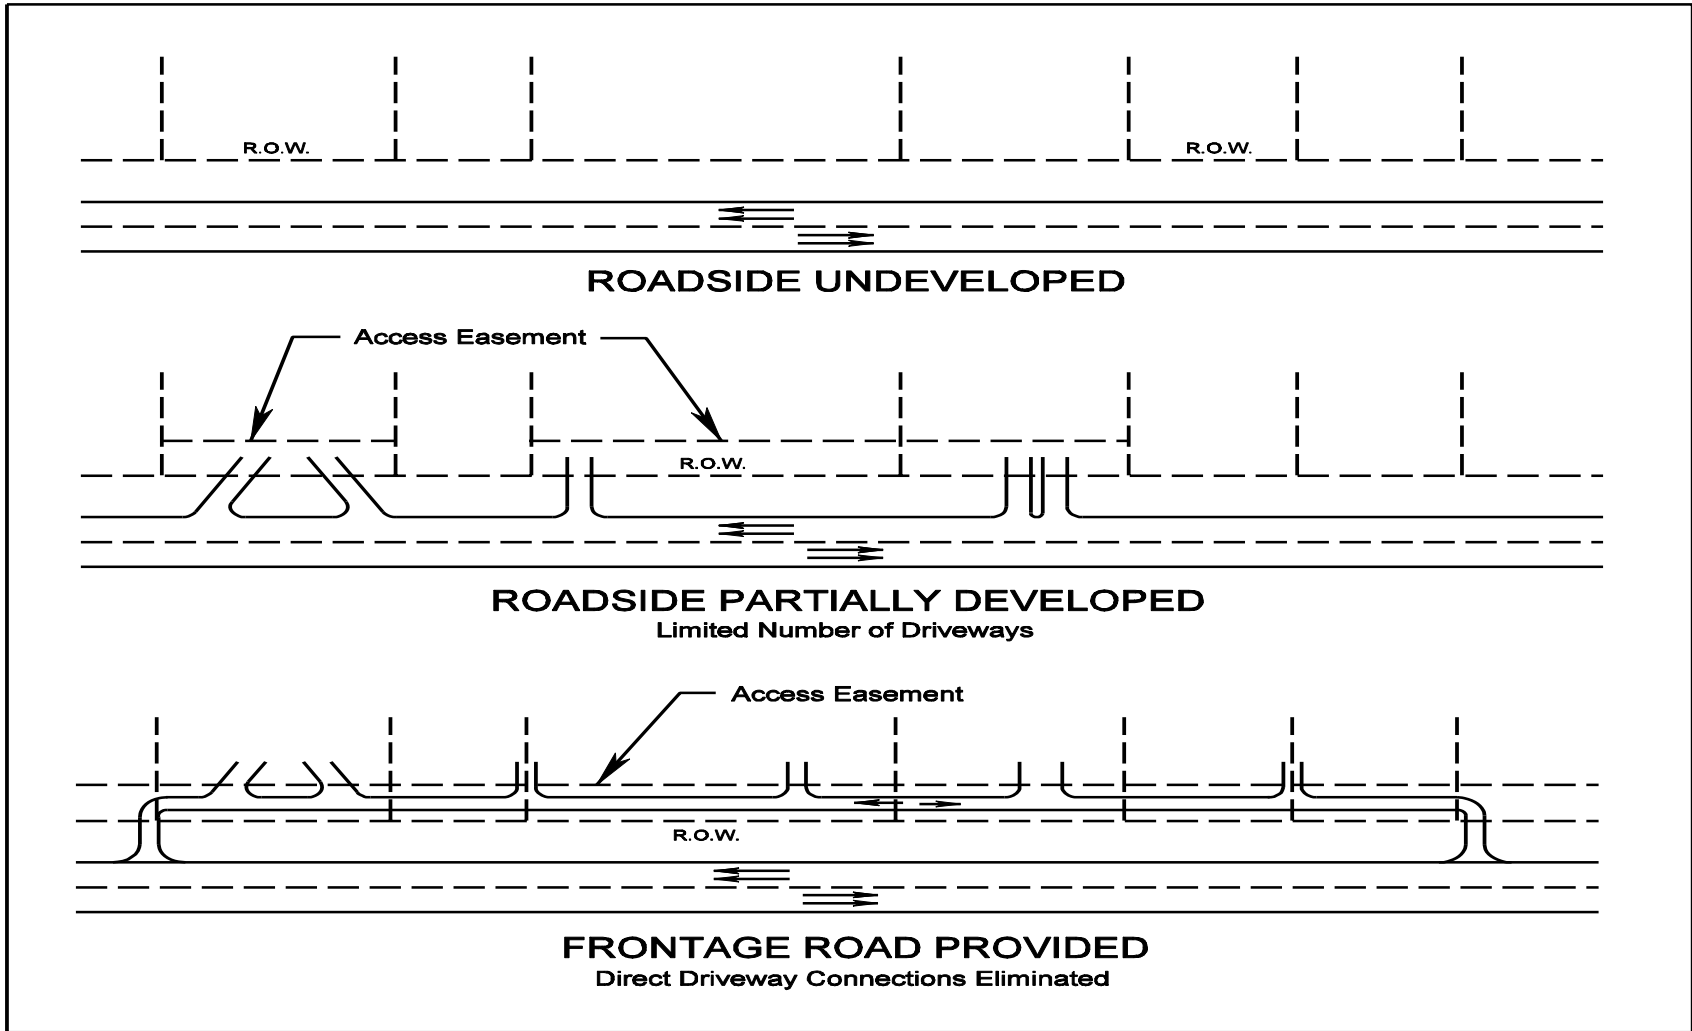 R.O.W. R.O.W.
ROADSIDE UNDEVELOPED
Access Easement
R.O.W.
ROADSIDE PARTIALLY DEVELOPED
Limited Number of Driveways
Access Easement
R.O.W.
FRONTAGE ROAD PROVIDED
Direct Driveway Connections Eliminated